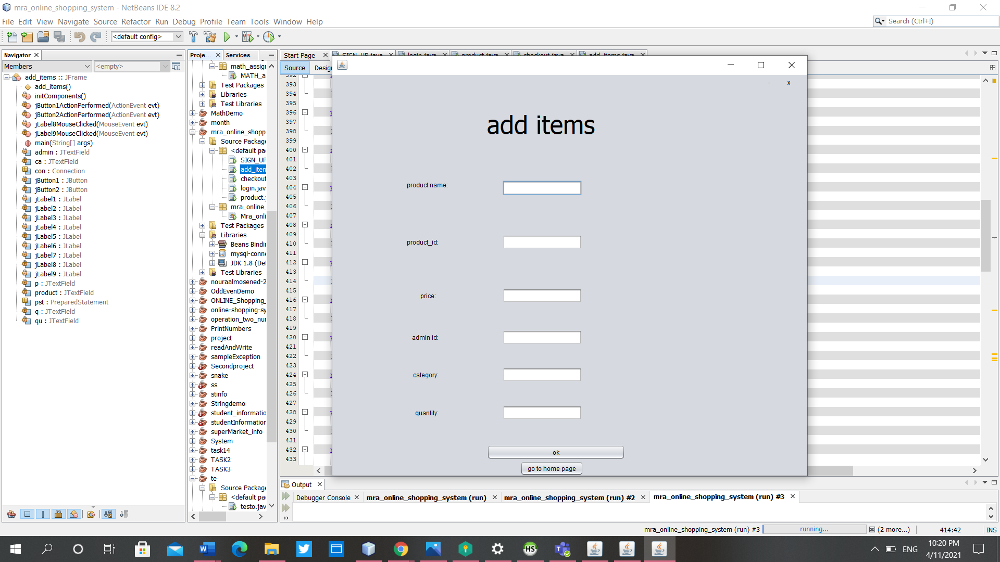 mra_online_shopping_system - NetBeans IDE 8.2
File Edit View Navigate Source Refactor Run Debug Profile Team Tools Window Help
Search (Ctrl+I)
<default config>
Navigator
Members
<empty>
add_items :: JFrame
add_items()
initComponents()
jButton1ActionPerformed(ActionEvent evt)
jButton2ActionPerformed(ActionEvent evt)
jLabel8MouseClicked(MouseEvent evt)
jLabel9MouseClicked(MouseEvent evt)
main(String[] args)
admin : JTextField
ca : JTextField
con : Connection
jButton1 : JButton
jButton2 : JButton
jLabel1 : JLabel
jLabel2 : JLabel
jLabel3 : JLabel
jLabel4 : JLabel
jLabel5 : JLabel
jLabel6 : JLabel
jLabel7 : JLabel
jLabel8 : JLabel
jLabel9 : JLabel
p : JTextField
product : JTextField
pst : PreparedStatement
q : JTextField
qu : JTextField
Proje... Services
math_assigr
MATH_a
Test Packages
Libraries
Test Libraries
MathDemo
month
mra_online_shopp
Source Package
<default pa
SIGN_UP
add_item
checkout
login.jav
product.j
mra_online_
Mra_onli
Test Packages
Libraries
Beans Bindir
mysql-conne
JDK 1.8 (Def
Test Libraries
nouraalmosened-2
OddEvenDemo
ONLINE_Shopping_
online-shopping-sy
operation_two_nur
PrintNumbers
project
readAndWrite
sampleException
Secondproject
snake
ss
stinfo
Stringdemo
student_informatio
studentInformation
superMarket_info
System
task14
TASK2
TASK3
te
Source Package
<default pa
testo.jav
Start Page SIGN_UP.java login.java product.java checkout.java add_items.java
Source Design
392
393
394
395
396
397
398
399
400
401
402
403
404
405
406
407
408
409
410
411
412
413
414
415
416
417
418
419
420
421
422
423
424
425
426
427
428
429
430
431
432
433
- x
add items
product name:
product_id:
price:
admin id:
category:
quantity:
ok
go to home page
Output
Debugger Console mra_online_shopping_system (run) mra_online_shopping_system (run) #2 mra_online_shopping_system (run) #3
mra_online_shopping_system (run) #3 running... (2 more...) 414:42 INS
HS
ENG
10:20 PM
4/11/2021